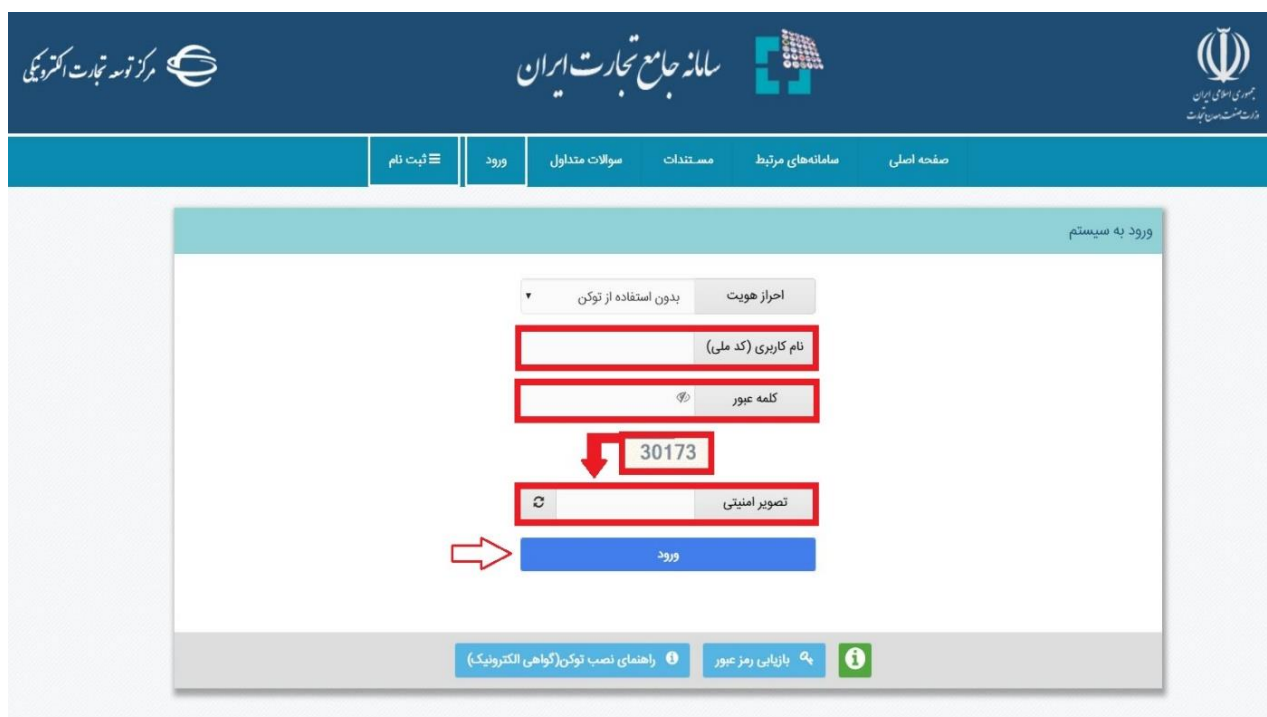 جمهوری اسلامی ایران
وزارت صنعت، معدن و تجارت
سامانه جامع تجارت ایران
مرکز توسعه تجارت الکترونیکی
صفحه اصلی
سامانه‌های مرتبط
مستندات
سوالات متداول
ورود
ثبت نام
ورود به سیستم
احراز هویت
بدون استفاده از توکن
نام کاربری (کد ملی)
کلمه عبور
30173
تصویر امنیتی
ورود
بازیابی رمز عبور
راهنمای نصب توکن(گواهی الکترونیک)